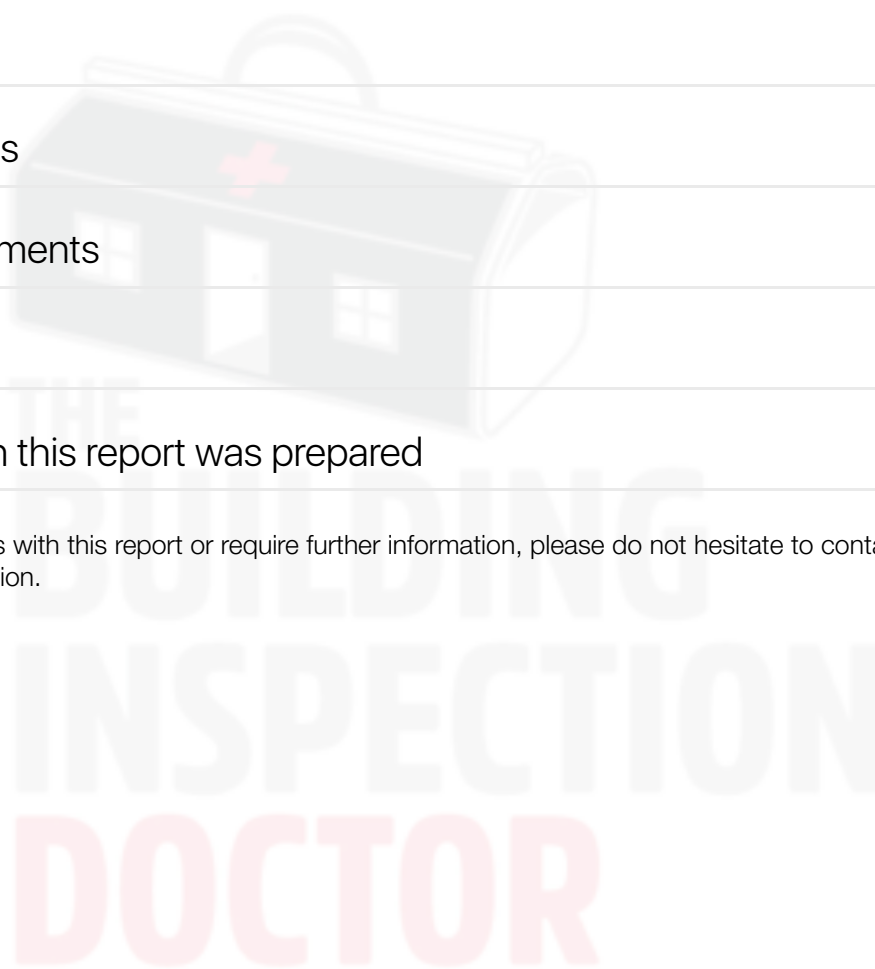 s
ments
n this report was prepared
s with this report or require further information, please do not hesitate to conta
ion.
THE
BUILDING
INSPECTION
DOCTOR